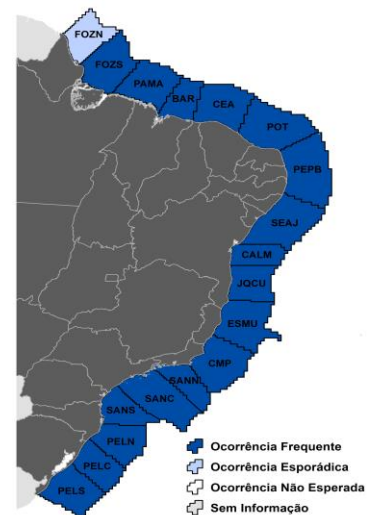 FOZN
FOZS
PAMA
BAR
CEA
POT
PEPB
SEAJ
CALM
JQCU
ESMU
CMP
SANN
SANC
SANS
PELN
PELC
PELS
Ocorrência Frequente
Ocorrência Esporádica
Ocorrência Não Esperada
Sem Informação